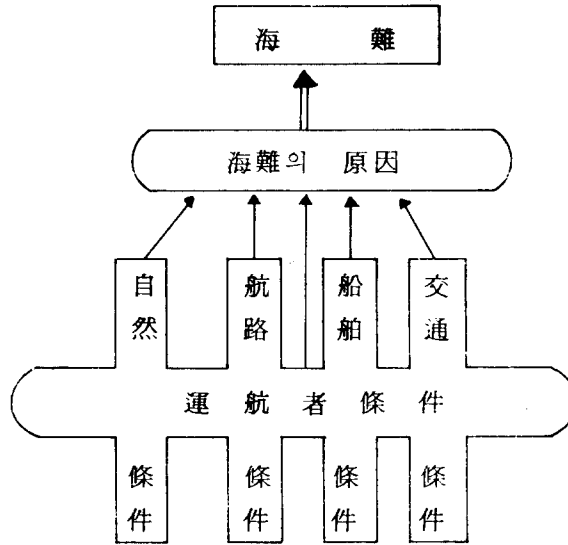 海難
海難의 原因
自然 航路 船舶 交通
運航者條件
條件 條件 條件 條件